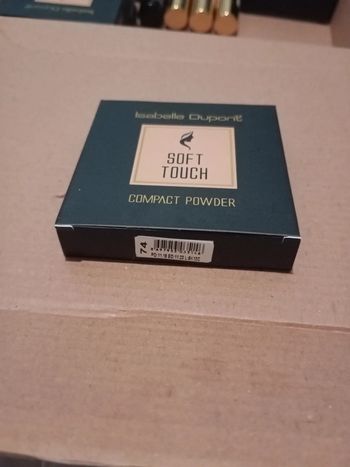 Isabelle Dupont
SOFT
TOUCH
COMPACT POWDER
74